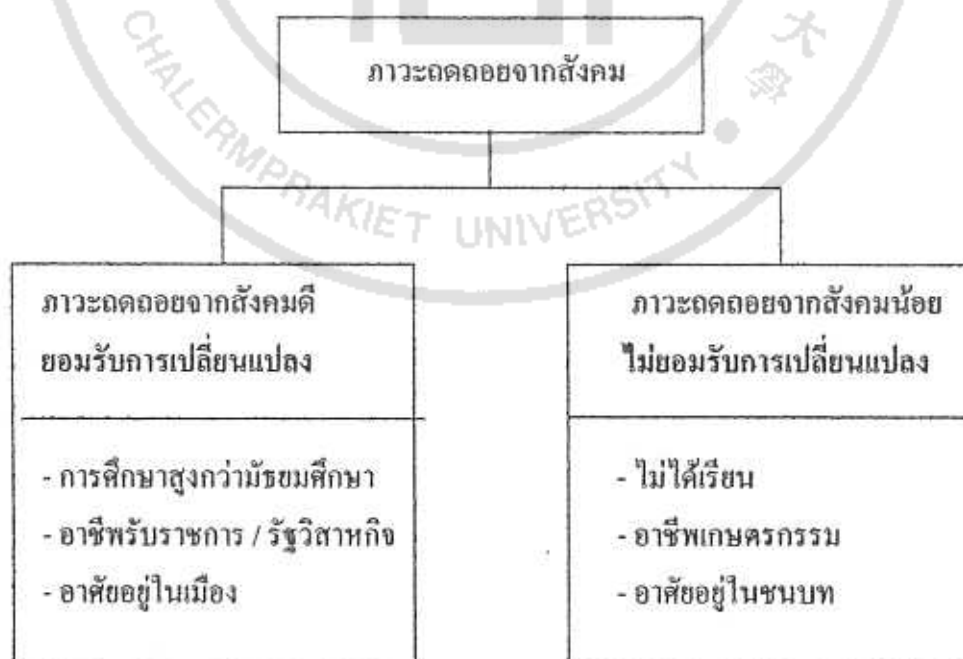 ภาวะถดถอยจากสังคม
CHALERMPRAKIET UNIVERSITY • 大學
ภาวะถดถอยจากสังคมดี
ยอมรับการเปลี่ยนแปลง
- การศึกษาสูงกว่ามัธยมศึกษา
- อาชีพรับราชการ / รัฐวิสาหกิจ
- อาศัยอยู่ในเมือง
ภาวะถดถอยจากสังคมน้อย
ไม่ยอมรับการเปลี่ยนแปลง
- ไม่ได้เรียน
- อาชีพเกษตรกรรม
- อาศัยอยู่ในชนบท